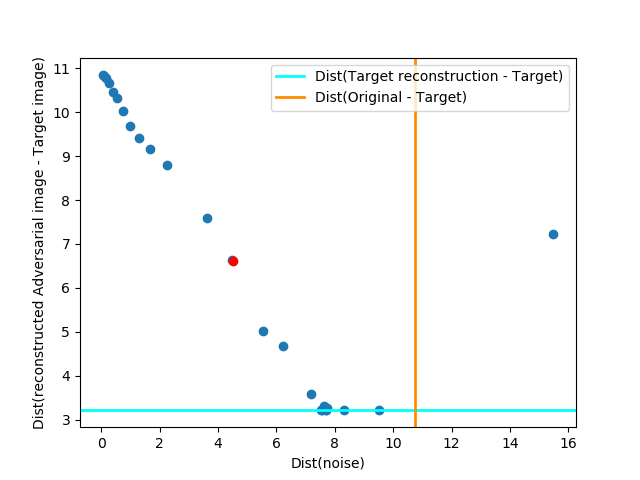 Dist(Target reconstruction - Target)
Dist(Original - Target)
Dist(reconstructed Adversarial image - Target image)
11
10
9
8
7
6
5
4
3
0 2 4 6 8 10 12 14 16
Dist(noise)